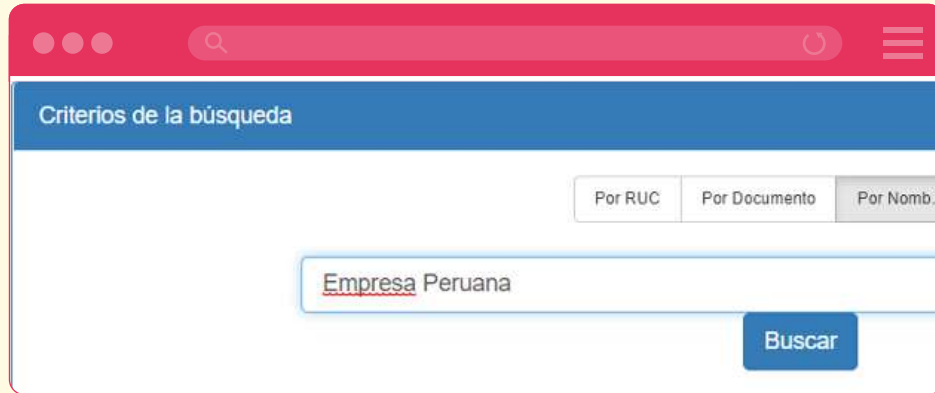 Criterios de la búsqueda
Por RUC Por Documento Por Nomb.
Empresa Peruana
Buscar